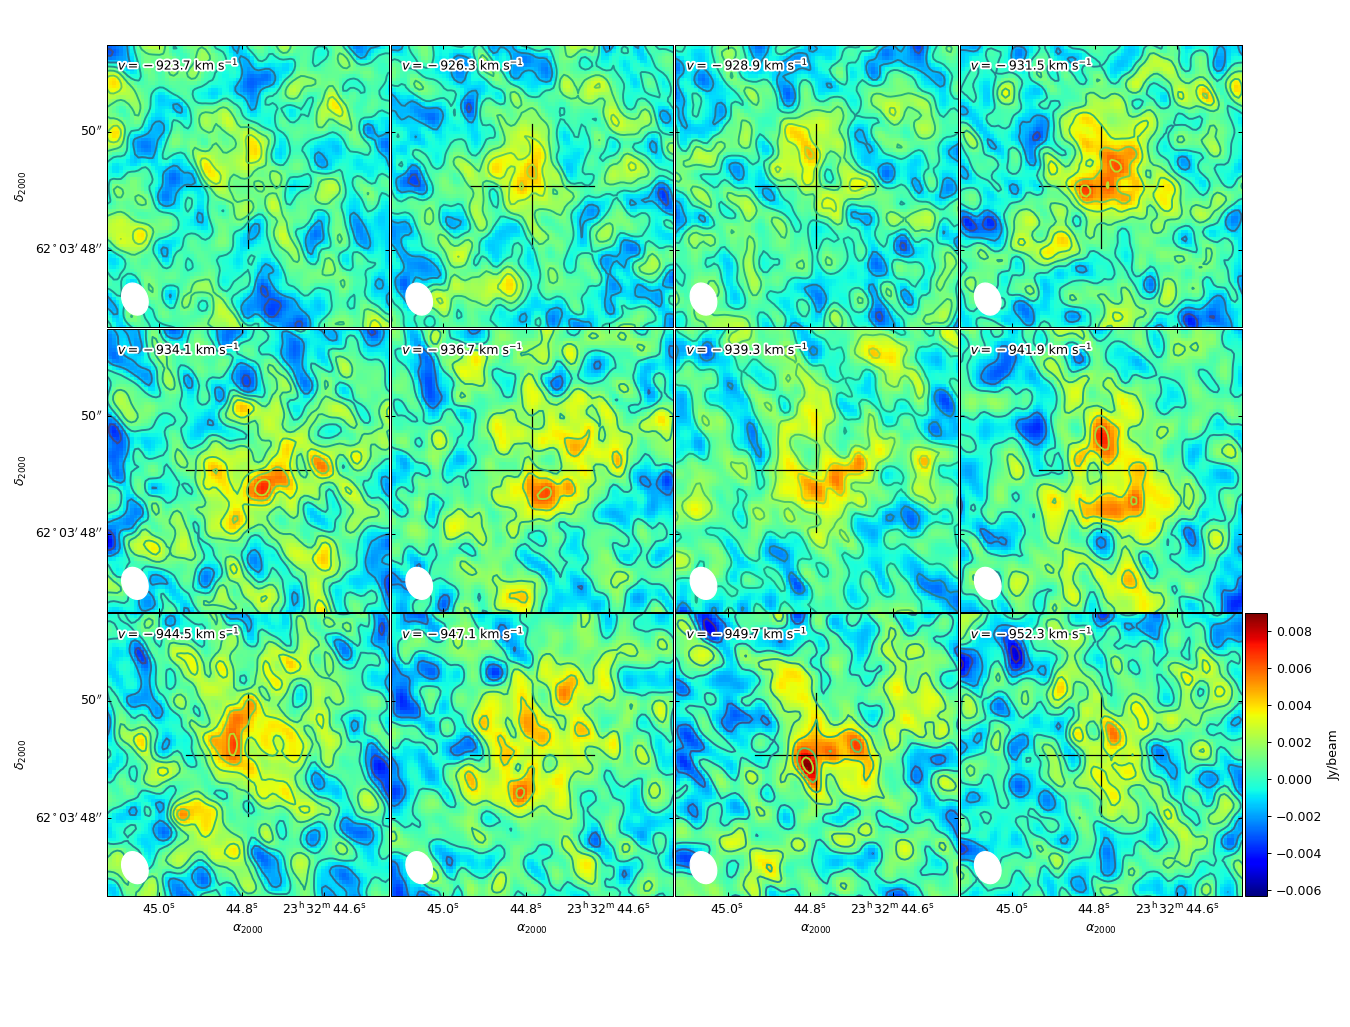 v = −923.7 km s⁻¹
v = −926.3 km s⁻¹
v = −928.9 km s⁻¹
v = −931.5 km s⁻¹
50″
δ₂₀₀₀
62°03′48″
v = −934.1 km s⁻¹
v = −936.7 km s⁻¹
v = −939.3 km s⁻¹
v = −941.9 km s⁻¹
50″
δ₂₀₀₀
62°03′48″
v = −944.5 km s⁻¹
v = −947.1 km s⁻¹
v = −949.7 km s⁻¹
v = −952.3 km s⁻¹
50″
δ₂₀₀₀
62°03′48″
0.008
0.006
0.004
0.002
0.000
−0.002
−0.004
−0.006
Jy/beam
45.0ˢ 44.8ˢ 23ʰ32ᵐ44.6ˢ
45.0ˢ 44.8ˢ 23ʰ32ᵐ44.6ˢ
45.0ˢ 44.8ˢ 23ʰ32ᵐ44.6ˢ
45.0ˢ 44.8ˢ 23ʰ32ᵐ44.6ˢ
α₂₀₀₀
α₂₀₀₀
α₂₀₀₀
α₂₀₀₀